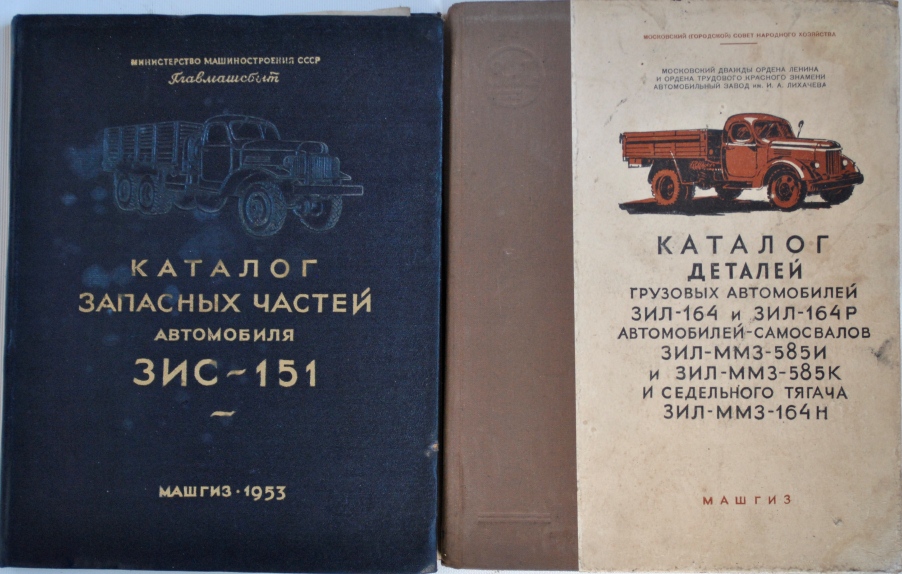 МИНИСТЕРСТВО МАШИНОСТРОЕНИЯ СССР
Главмашсбыт
КАТАЛОГ
ЗАПАСНЫХ ЧАСТЕЙ
АВТОМОБИЛЯ
ЗИС-151
МАШГИЗ·1953
МОСКОВСКИЙ (ГОРОДСКОЙ) СОВЕТ НАРОДНОГО ХОЗЯЙСТВА
МОСКОВСКИЙ ДВАЖДЫ ОРДЕНА ЛЕНИНА
И ОРДЕНА ТРУДОВОГО КРАСНОГО ЗНАМЕНИ
АВТОМОБИЛЬНЫЙ ЗАВОД им. И. А. ЛИХАЧЕВА
КАТАЛОГ
ДЕТАЛЕЙ
ГРУЗОВЫХ АВТОМОБИЛЕЙ
ЗИЛ-164 и ЗИЛ-164Р
АВТОМОБИЛЕЙ-САМОСВАЛОВ
ЗИЛ-ММЗ-585И
и ЗИЛ-ММЗ-585К
И СЕДЕЛЬНОГО ТЯГАЧА
ЗИЛ-ММЗ-164Н
МАШГИЗ